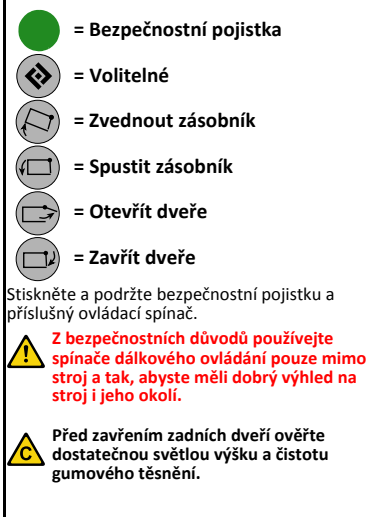 = Bezpečnostní pojistka
= Volitelné
= Zvednout zásobník
= Spustit zásobník
= Otevřít dveře
= Zavřít dveře
Stiskněte a podržte bezpečnostní pojistku a
příslušný ovládací spínač.
Z bezpečnostních důvodů používejte
spínače dálkového ovládání pouze mimo
stroj a tak, abyste měli dobrý výhled na
stroj i jeho okolí.
Před zavřením zadních dveří ověřte
C dostatečnou světlou výšku a čistotu
gumového těsnění.